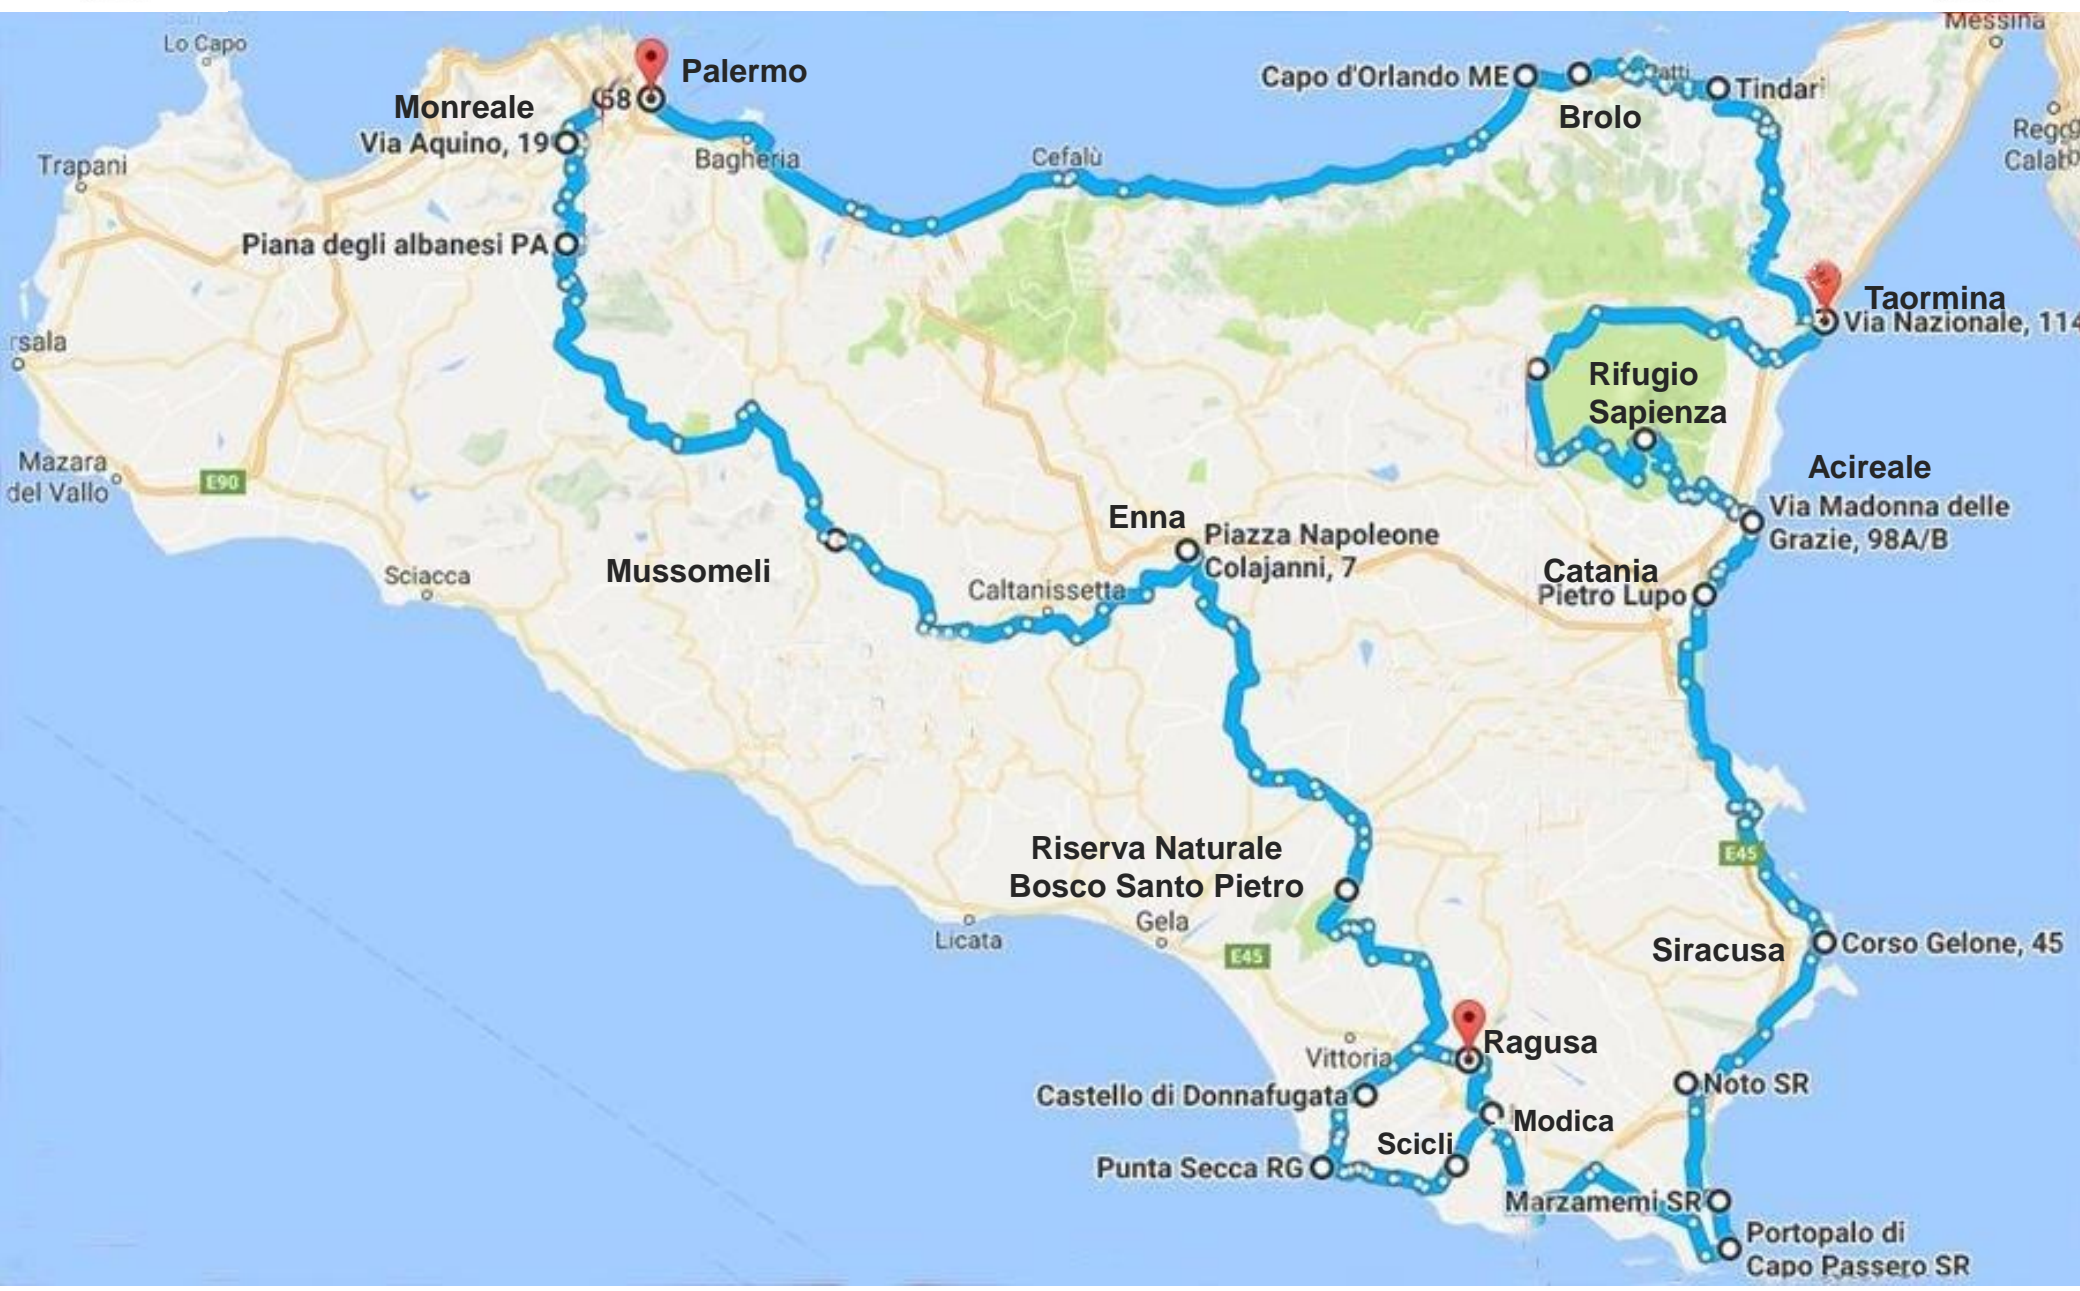 Messina
Lo Capo
Palermo
Capo d'Orlando ME
Tindari
Monreale
Brolo
Via Aquino, 19
Bagheria
Cefalù
Trapani
Piana degli albanesi PA
Taormina
Via Nazionale, 114
rsala
Rifugio
Sapienza
Mazara
del Vallo
E90
Acireale
Via Madonna delle
Grazie, 98A/B
Enna
Piazza Napoleone
Colajanni, 7
Mussomeli
Sciacca
Caltanissetta
Catania
Pietro Lupo
Riserva Naturale
Bosco Santo Pietro
E45
Gela
Licata
E45
Siracusa
Corso Gelone, 45
Ragusa
Vittoria
Castello di Donnafugata
Noto SR
Modica
Scicli
Punta Secca RG
Marzamemi SR
Portopalo di
Capo Passero SR